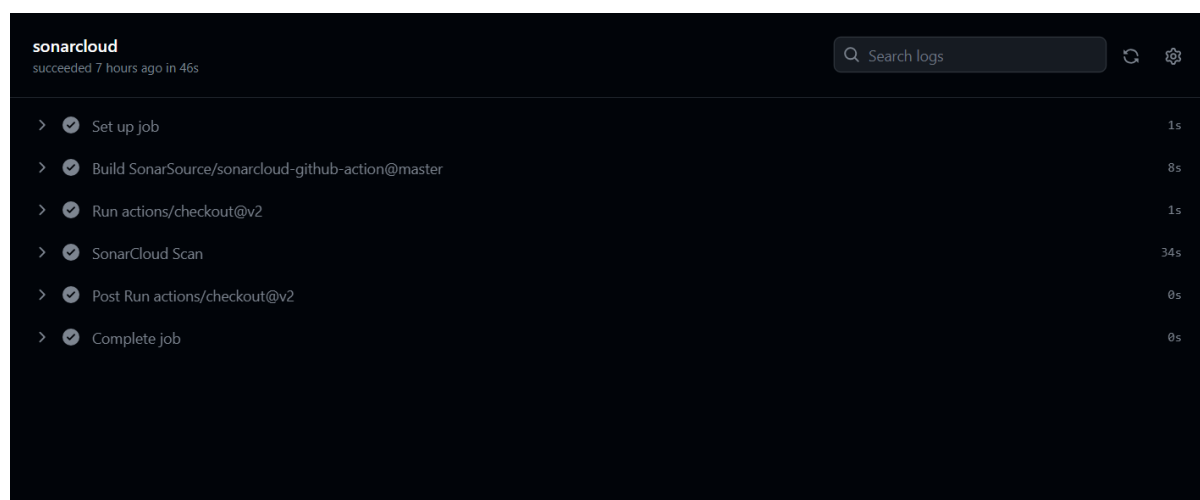 sonarcloud
succeeded 7 hours ago in 46s
Search logs
Set up job 1s
Build SonarSource/sonarcloud-github-action@master 8s
Run actions/checkout@v2 1s
SonarCloud Scan 34s
Post Run actions/checkout@v2 0s
Complete job 0s